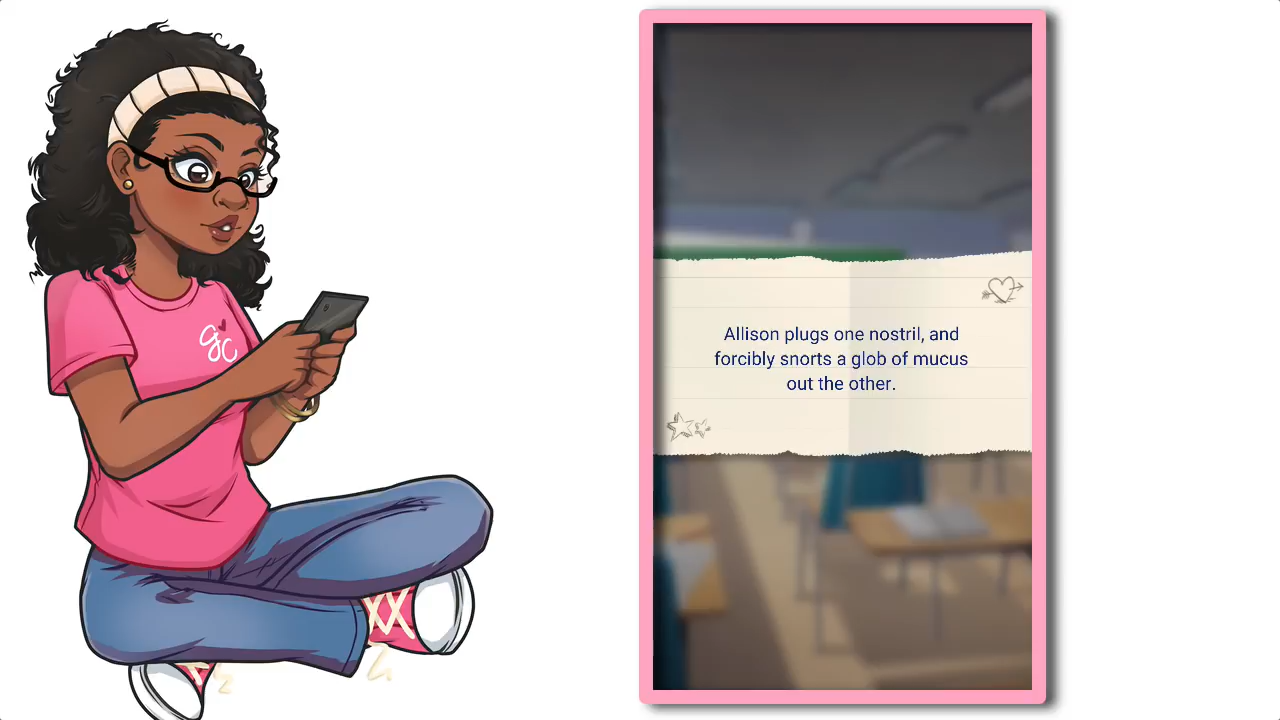 gc
Allison plugs one nostril, and
forcibly snorts a glob of mucus
out the other.